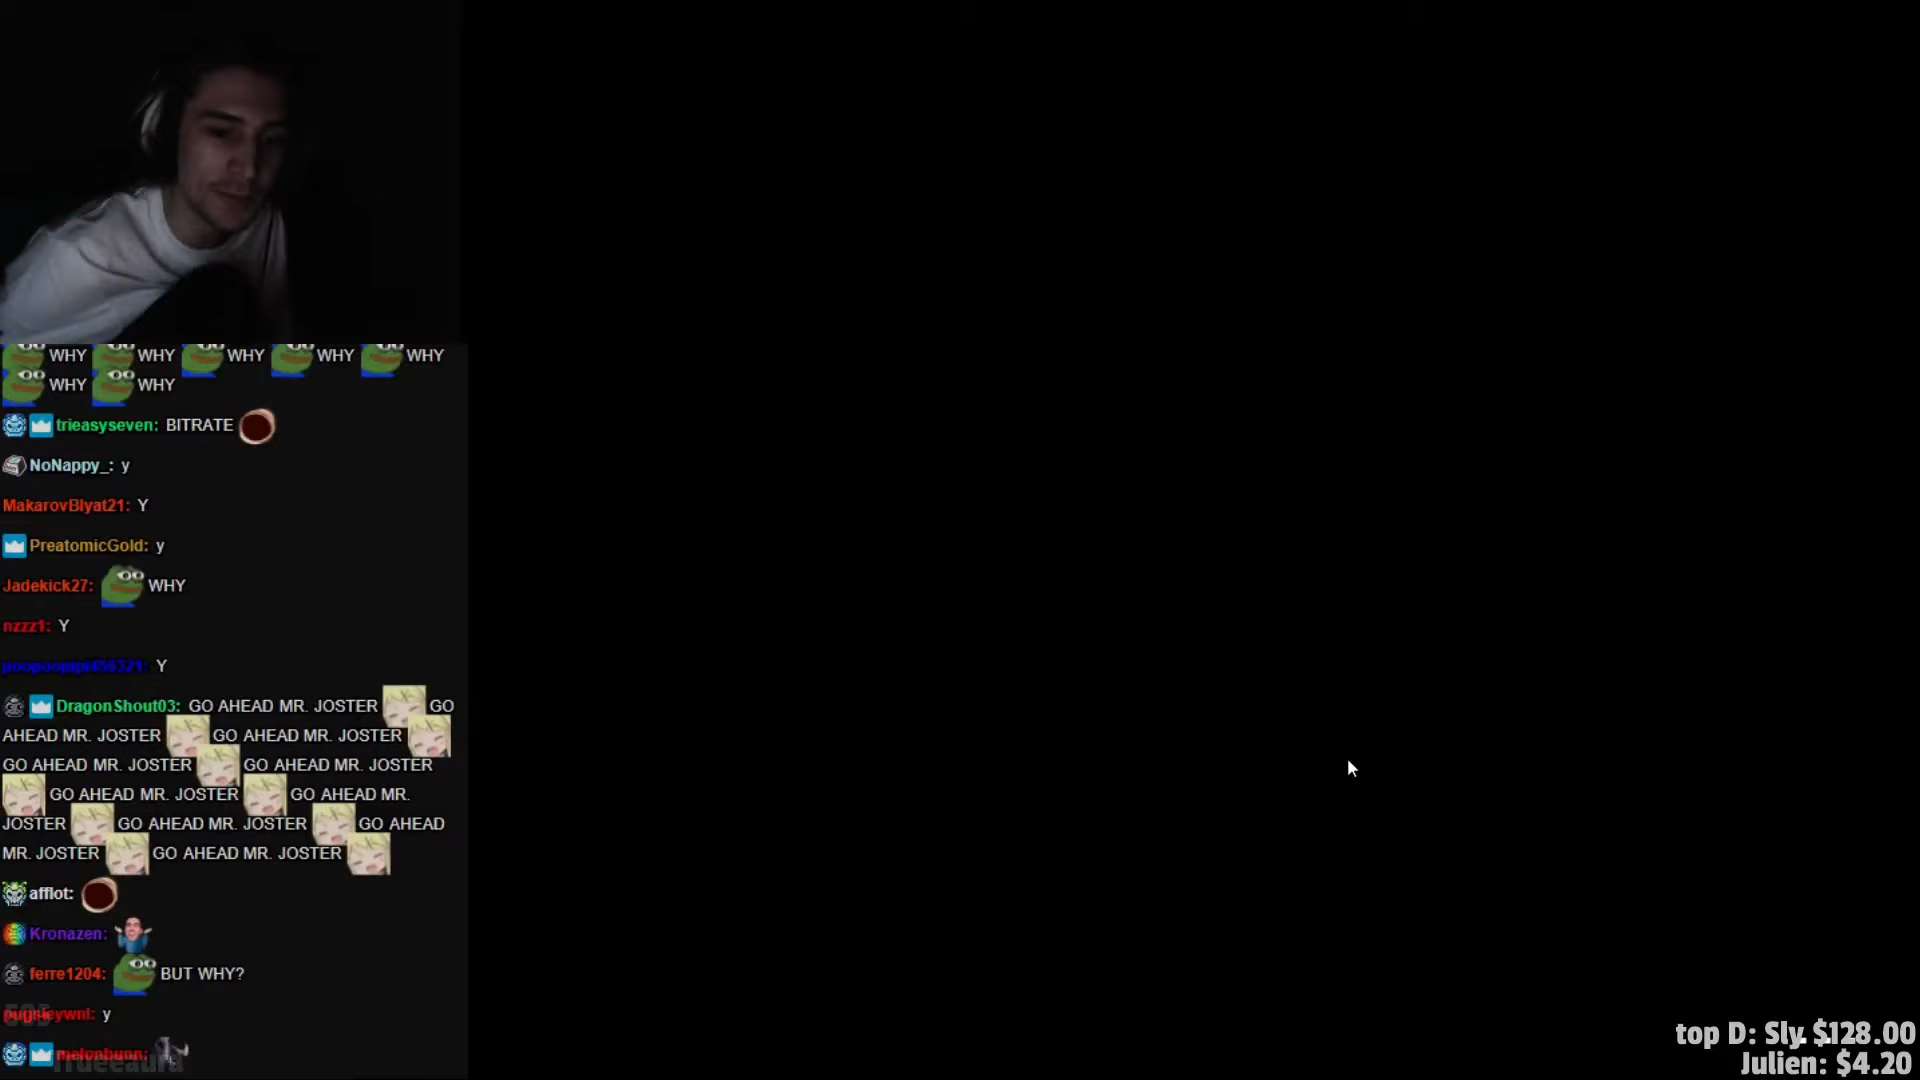 WHY WHY WHY WHY WHY
WHY WHY
trieasyseven: BITRATE
NoNappy_: y
MakarovBlyat21: Y
PreatomicGold: y
Jadekick27: WHY
nzzz1: Y
Y
DragonShout03: GO AHEAD MR. JOSTER GO
AHEAD MR. JOSTER GO AHEAD MR. JOSTER
GO AHEAD MR. JOSTER GO AHEAD MR. JOSTER
GO AHEAD MR. JOSTER GO AHEAD MR.
JOSTER GO AHEAD MR. JOSTER GO AHEAD
MR. JOSTER GO AHEAD MR. JOSTER
afflot:
Kronazen:
ferre1204: BUT WHY?
pugsleywnl: y
melonbunn:
top D: Sly. $128.00
Julien: $4.20